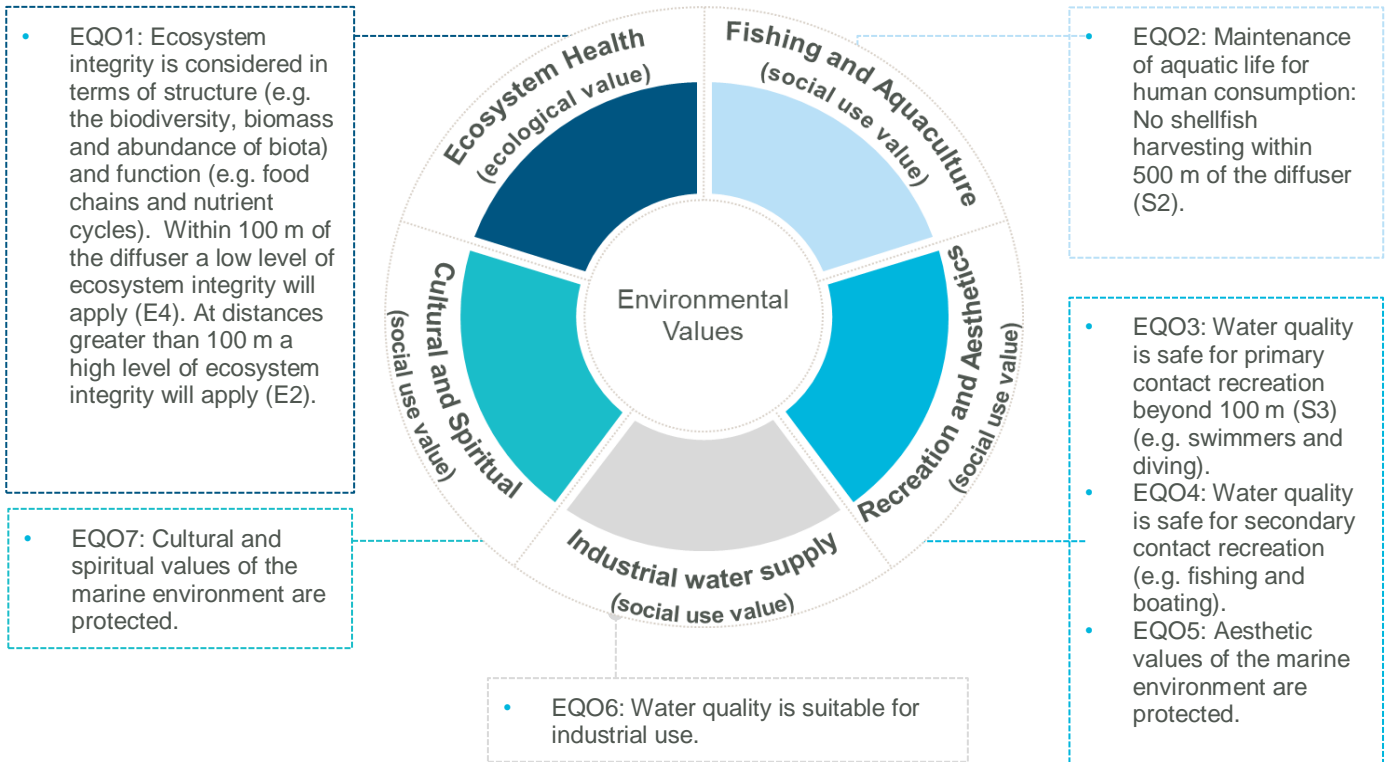 • EQO1: Ecosystem
integrity is considered in
terms of structure (e.g.
the biodiversity, biomass
and abundance of biota)
and function (e.g. food
chains and nutrient
cycles).  Within 100 m of
the diffuser a low level of
ecosystem integrity will
apply (E4). At distances
greater than 100 m a
high level of ecosystem
integrity will apply (E2).
Ecosystem Health
(ecological value)
Fishing and Aquaculture
(social use value)
• EQO2: Maintenance
of aquatic life for
human consumption:
No shellfish
harvesting within
500 m of the diffuser
(S2).
Environmental
Values
Cultural and Spiritual
(social use value)
Recreation and Aesthetics
(social use value)
Industrial water supply
(social use value)
• EQO3: Water quality
is safe for primary
contact recreation
beyond 100 m (S3)
(e.g. swimmers and
diving).
• EQO4: Water quality
is safe for secondary
contact recreation
(e.g. fishing and
boating).
• EQO5: Aesthetic
values of the marine
environment are
protected.
• EQO7: Cultural and
spiritual values of the
marine environment are
protected.
• EQO6: Water quality is suitable for
industrial use.